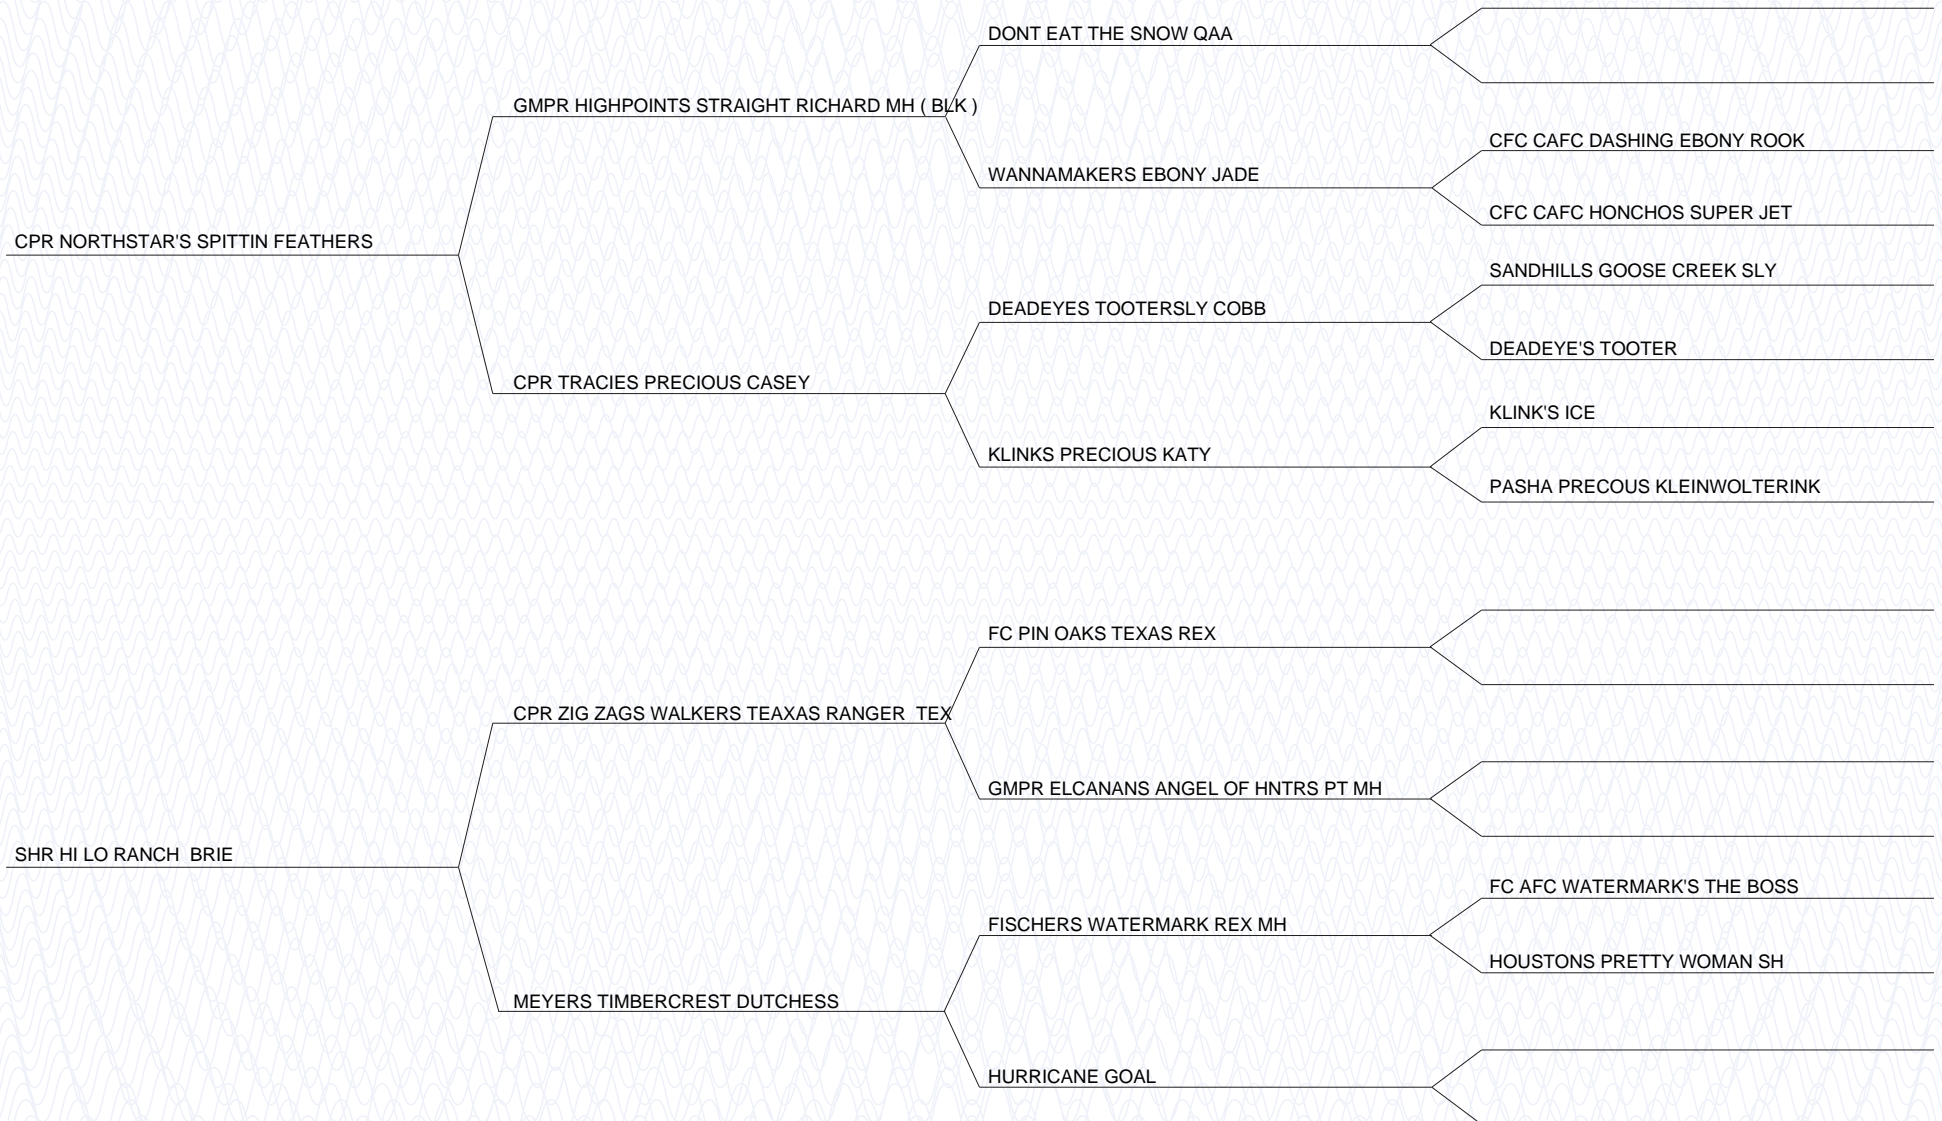 DONT EAT THE SNOW QAA
GMPR HIGHPOINTS STRAIGHT RICHARD MH ( BLK )
CFC CAFC DASHING EBONY ROOK
WANNAMAKERS EBONY JADE
CFC CAFC HONCHOS SUPER JET
CPR NORTHSTAR'S SPITTIN FEATHERS
SANDHILLS GOOSE CREEK SLY
DEADEYES TOOTERSLY COBB
DEADEYE'S TOOTER
CPR TRACIES PRECIOUS CASEY
KLINK'S ICE
KLINKS PRECIOUS KATY
PASHA PRECOUS KLEINWOLTERINK
FC PIN OAKS TEXAS REX
CPR ZIG ZAGS WALKERS TEAXAS RANGER  TEX
GMPR ELCANANS ANGEL OF HNTRS PT MH
SHR HI LO RANCH  BRIE
FC AFC WATERMARK'S THE BOSS
FISCHERS WATERMARK REX MH
HOUSTONS PRETTY WOMAN SH
MEYERS TIMBERCREST DUTCHESS
HURRICANE GOAL